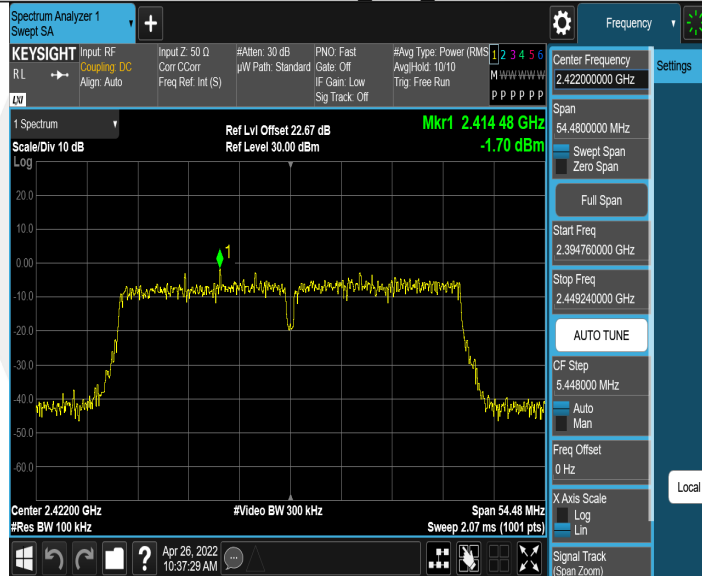 Spectrum Analyzer 1
Swept SA
+
Frequency
KEYSIGHT
RL
LXI
Input: RF
Coupling: DC
Align: Auto
Input Z: 50 Ω
Corr CCorr
Freq Ref: Int (S)
#Atten: 30 dB
µW Path: Standard
PNO: Fast
Gate: Off
IF Gain: Low
Sig Track: Off
#Avg Type: Power (RMS
Avg|Hold: 10/10
Trig: Free Run
1 2 3 4 5 6
M W W W W W
P P P P P P
1 Spectrum
Scale/Div 10 dB
Ref Lvl Offset 22.67 dB
Ref Level 30.00 dBm
Mkr1 2.414 48 GHz
-1.70 dBm
Log
20.0
10.0
0.00
-10.0
-20.0
-30.0
-40.0
-50.0
-60.0
1
Center 2.42200 GHz
#Res BW 100 kHz
#Video BW 300 kHz
Span 54.48 MHz
Sweep 2.07 ms (1001 pts)
Apr 26, 2022
10:37:29 AM
?
Center Frequency
2.422000000 GHz
Span
54.4800000 MHz
Swept Span
Zero Span
Full Span
Start Freq
2.394760000 GHz
Stop Freq
2.449240000 GHz
AUTO TUNE
CF Step
5.448000 MHz
Auto
Man
Freq Offset
0 Hz
X Axis Scale
Log
Lin
Signal Track
(Span Zoom)
Settings
Local